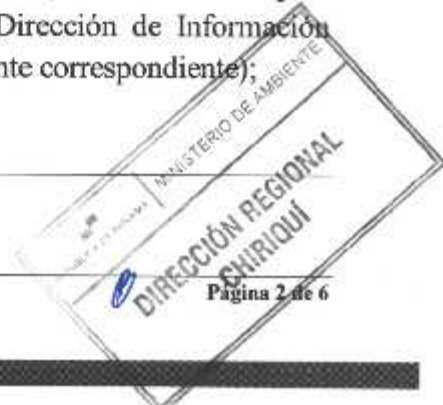 Dirección de Información
nte correspondiente);
MINISTERIO DE AMBIENTE
DIRECCIÓN REGIONAL
CHIRIQUÍ
Página 2 de 6